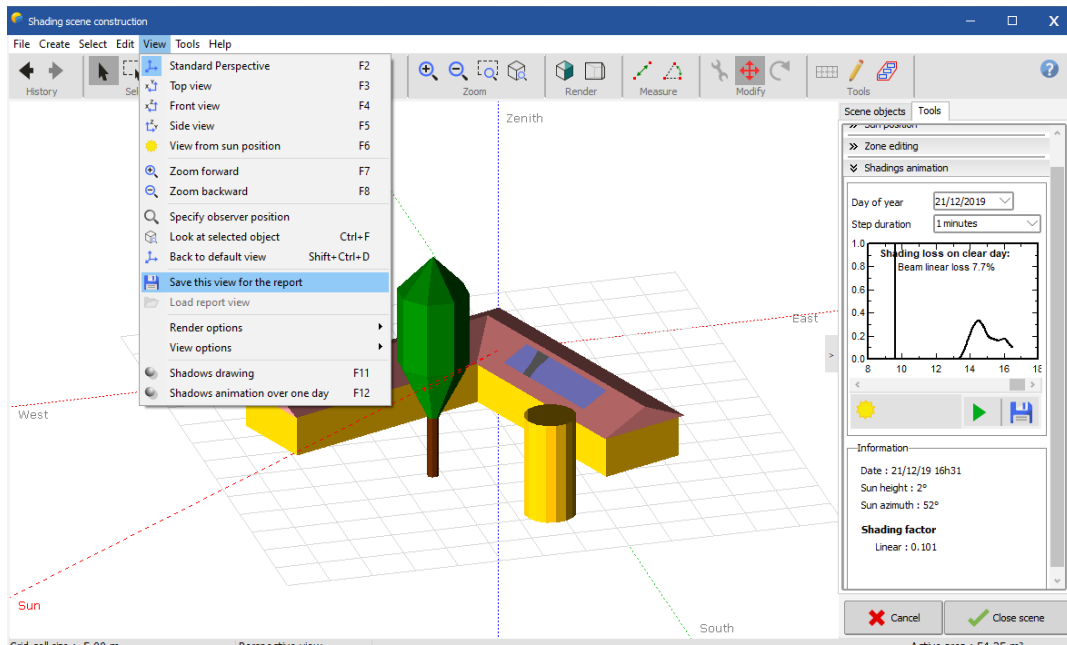 Shading scene construction
File Create Select Edit View Tools Help
History
Zoom
Render
Measure
Modify
Tools
Standard Perspective F2
Top view F3
Front view F4
Side view F5
View from sun position F6
Zoom forward F7
Zoom backward F8
Specify observer position
Look at selected object Ctrl+F
Back to default view Shift+Ctrl+D
Save this view for the report
Load report view
Render options
View options
Shadows drawing F11
Shadows animation over one day F12
Zenith
East
West
Sun
South
Scene objects Tools
Sun position
Zone editing
Shadings animation
Day of year 21/12/2019
Step duration 1 minutes
Shading loss on clear day:
Beam linear loss 7.7%
1.0
0.8
0.6
0.4
0.2
0.0
8 10 12 14 16 18
Information
Date : 21/12/19 16h31
Sun height : 2°
Sun azimuth : 52°
Shading factor
Linear : 0.101
Cancel Close scene